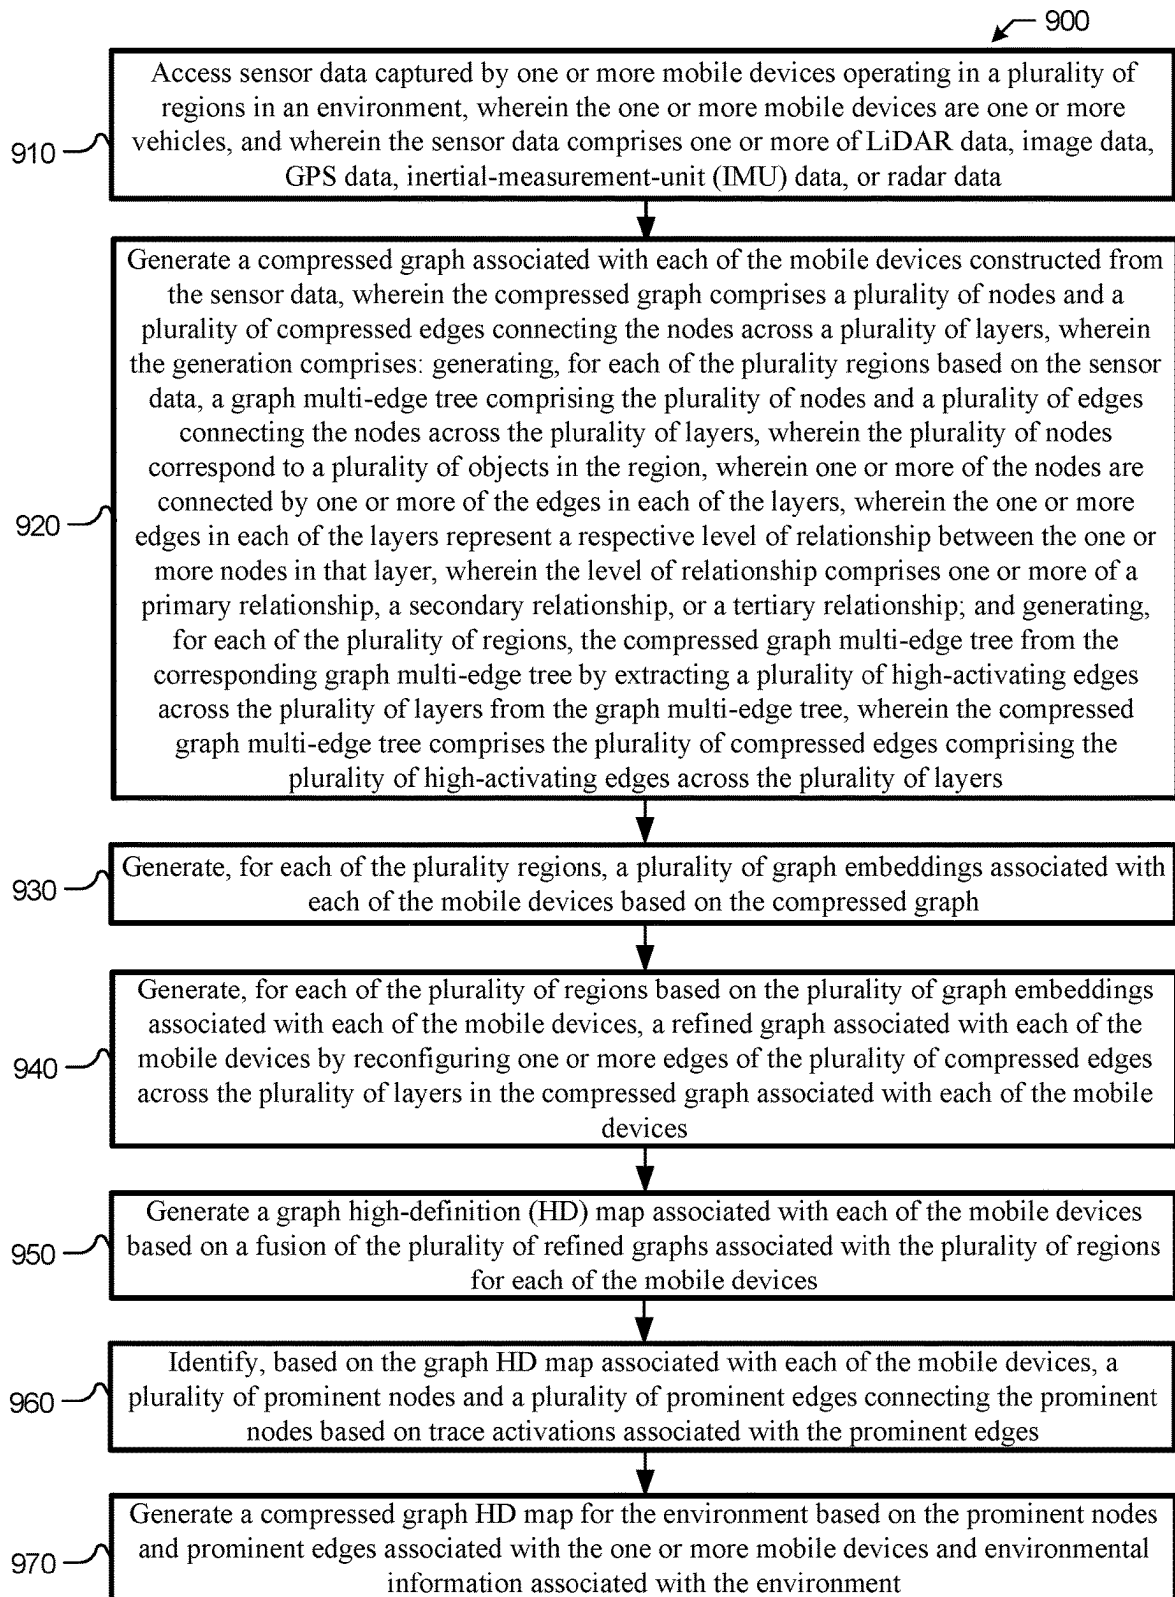 900
Access sensor data captured by one or more mobile devices operating in a plurality of
regions in an environment, wherein the one or more mobile devices are one or more
vehicles, and wherein the sensor data comprises one or more of LiDAR data, image data,
GPS data, inertial-measurement-unit (IMU) data, or radar data
910
Generate a compressed graph associated with each of the mobile devices constructed from
the sensor data, wherein the compressed graph comprises a plurality of nodes and a
plurality of compressed edges connecting the nodes across a plurality of layers, wherein
the generation comprises: generating, for each of the plurality regions based on the sensor
data, a graph multi-edge tree comprising the plurality of nodes and a plurality of edges
connecting the nodes across the plurality of layers, wherein the plurality of nodes
correspond to a plurality of objects in the region, wherein one or more of the nodes are
connected by one or more of the edges in each of the layers, wherein the one or more
edges in each of the layers represent a respective level of relationship between the one or
more nodes in that layer, wherein the level of relationship comprises one or more of a
primary relationship, a secondary relationship, or a tertiary relationship; and generating,
for each of the plurality of regions, the compressed graph multi-edge tree from the
corresponding graph multi-edge tree by extracting a plurality of high-activating edges
across the plurality of layers from the graph multi-edge tree, wherein the compressed
graph multi-edge tree comprises the plurality of compressed edges comprising the
plurality of high-activating edges across the plurality of layers
920
Generate, for each of the plurality regions, a plurality of graph embeddings associated with
each of the mobile devices based on the compressed graph
930
Generate, for each of the plurality of regions based on the plurality of graph embeddings
associated with each of the mobile devices, a refined graph associated with each of the
mobile devices by reconfiguring one or more edges of the plurality of compressed edges
across the plurality of layers in the compressed graph associated with each of the mobile
devices
940
Generate a graph high-definition (HD) map associated with each of the mobile devices
based on a fusion of the plurality of refined graphs associated with the plurality of regions
for each of the mobile devices
950
Identify, based on the graph HD map associated with each of the mobile devices, a
plurality of prominent nodes and a plurality of prominent edges connecting the prominent
nodes based on trace activations associated with the prominent edges
960
Generate a compressed graph HD map for the environment based on the prominent nodes
and prominent edges associated with the one or more mobile devices and environmental
information associated with the environment
970